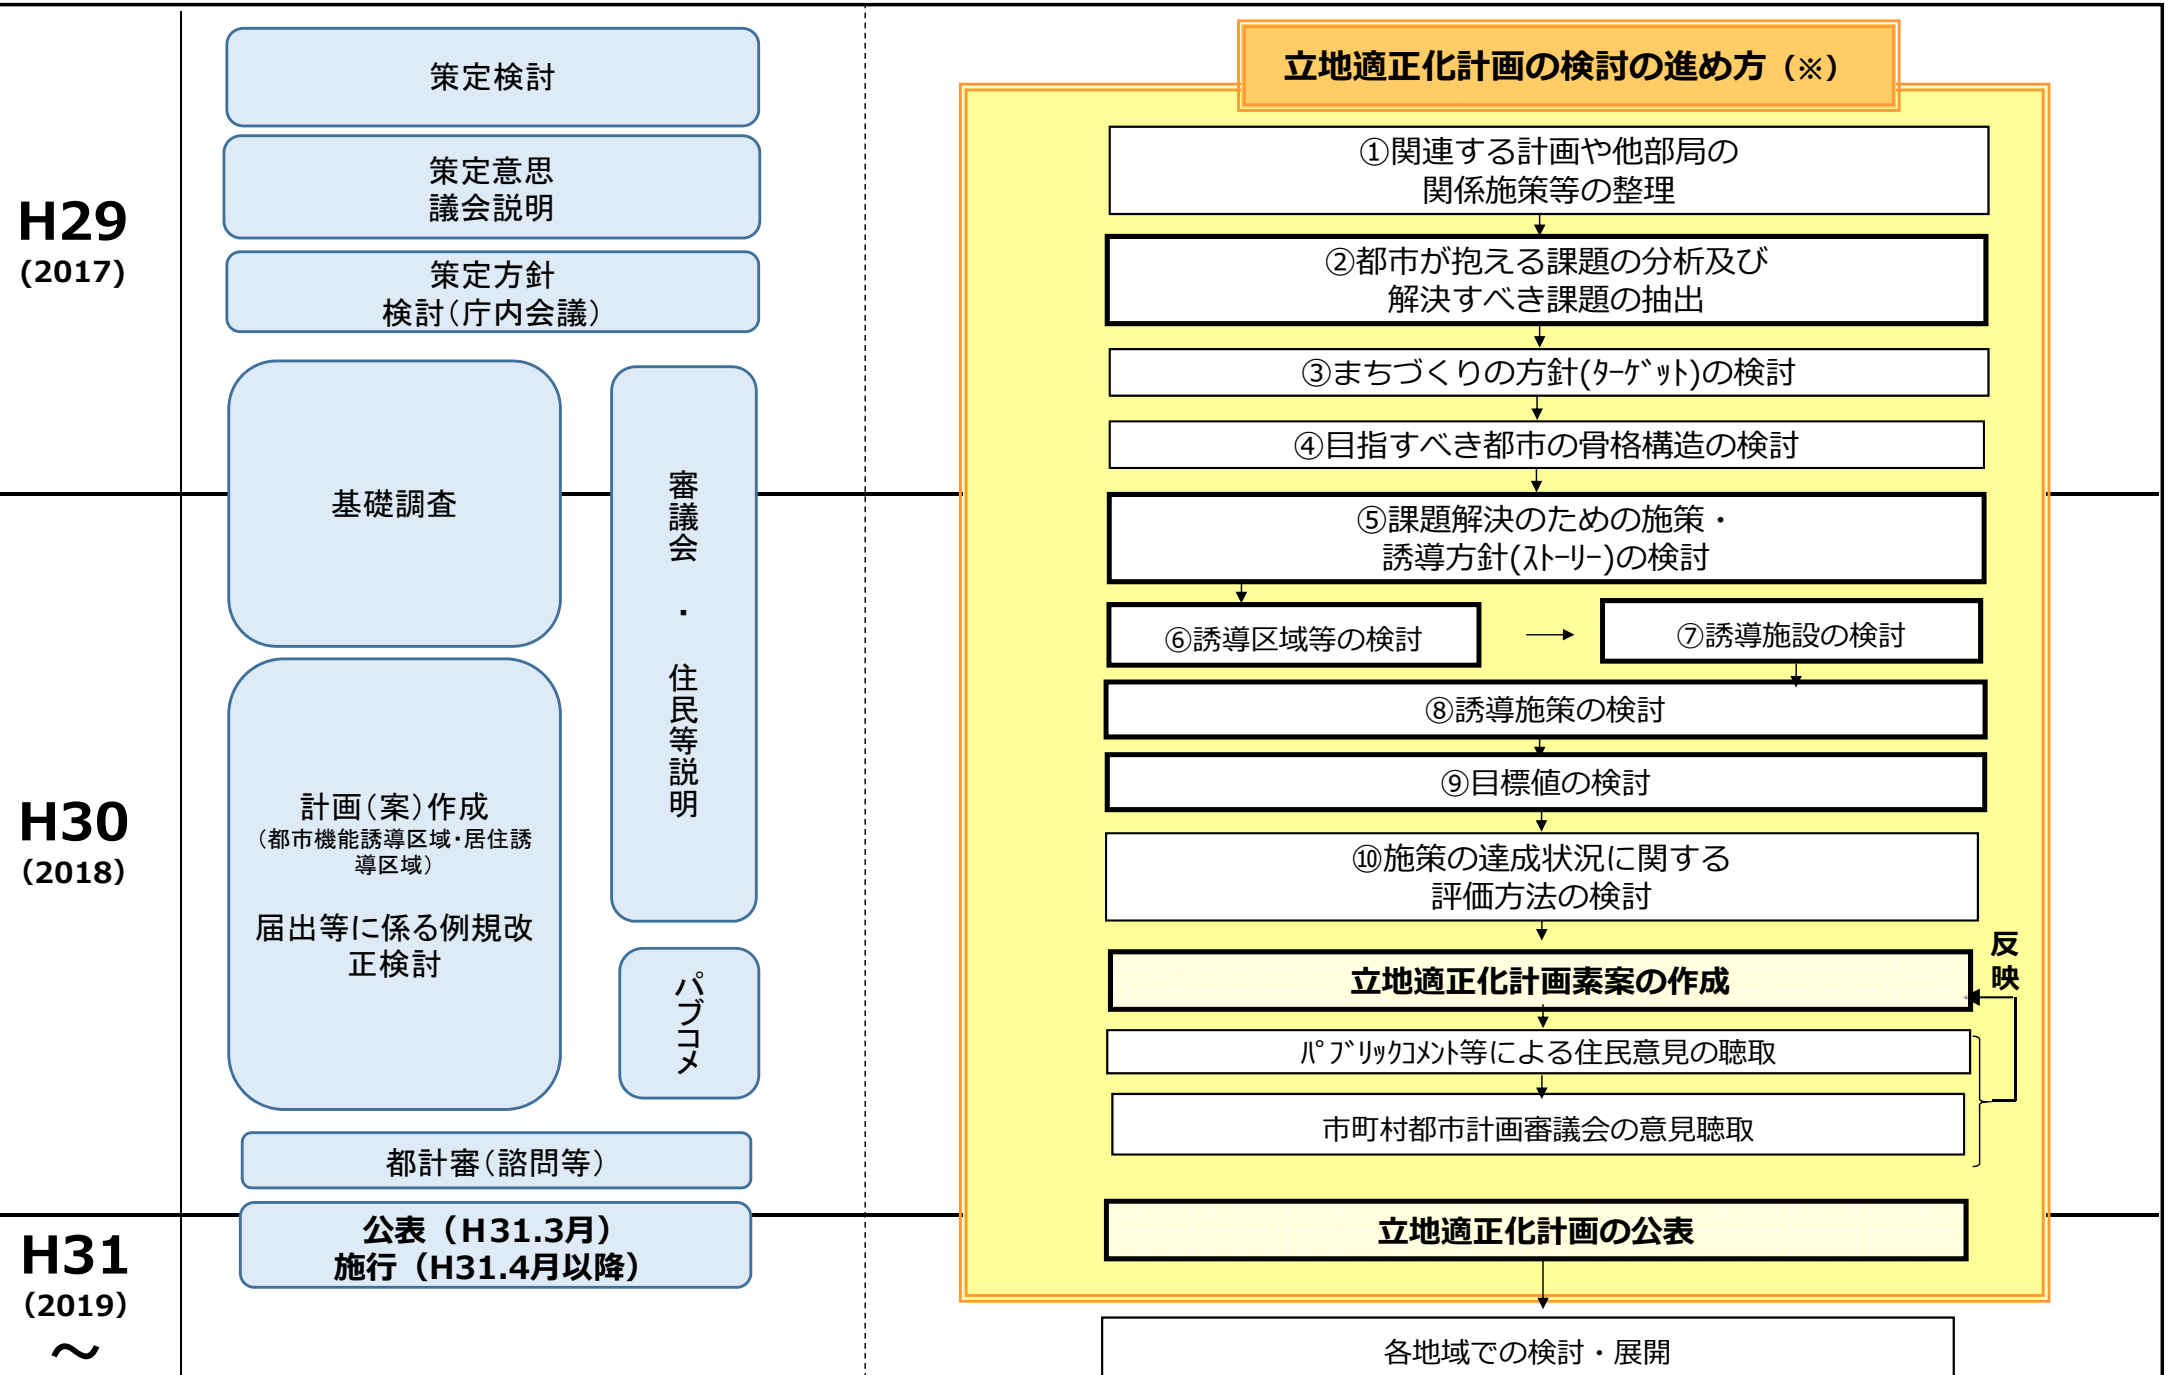 H29
(2017)
策定検討
策定意思
議会説明
策定方針
検討（庁内会議）
基礎調査
審議会 ・ 住民等説明
H30
（2018）
計画（案）作成
（都市機能誘導区域・居住誘
導区域）
届出等に係る例規改
正検討
パブコメ
都計審（諮問等）
H31
（2019）
～
公表（H31.3月）
施行（H31.4月以降）
立地適正化計画の検討の進め方（※）
①関連する計画や他部局の
関係施策等の整理
②都市が抱える課題の分析及び
解決すべき課題の抽出
③まちづくりの方針(ﾀｰｹﾞｯﾄ)の検討
④目指すべき都市の骨格構造の検討
⑤課題解決のための施策・
誘導方針(ｽﾄｰﾘｰ)の検討
⑥誘導区域等の検討
⑦誘導施設の検討
⑧誘導施策の検討
⑨目標値の検討
⑩施策の達成状況に関する
評価方法の検討
立地適正化計画素案の作成
反映
ﾊﾟﾌﾞﾘｯｸｺﾒﾝﾄ等による住民意見の聴取
市町村都市計画審議会の意見聴取
立地適正化計画の公表
各地域での検討・展開